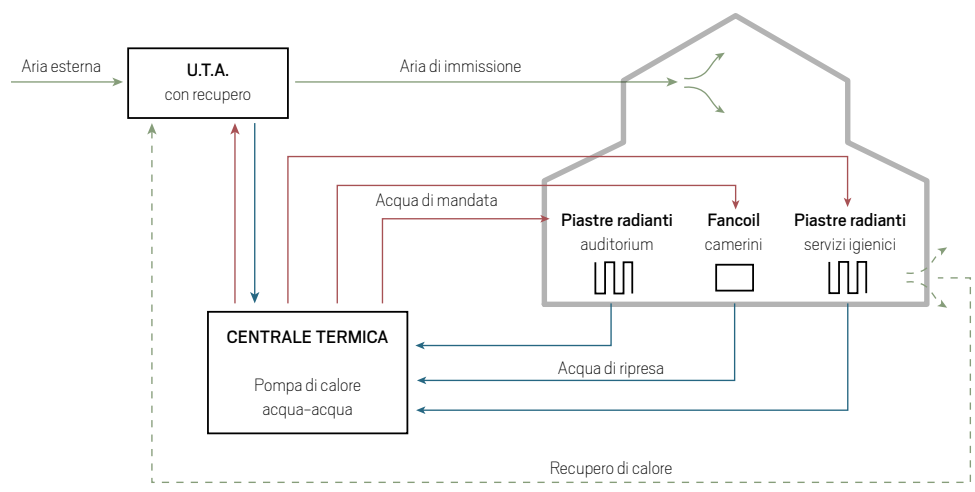 Aria esterna
U.T.A.
con recupero
Aria di immissione
Acqua di mandata
Piastre radianti
auditorium
Fancoil
camerini
Piastre radianti
servizi igienici
CENTRALE TERMICA
Pompa di calore
acqua-acqua
Acqua di ripresa
Recupero di calore